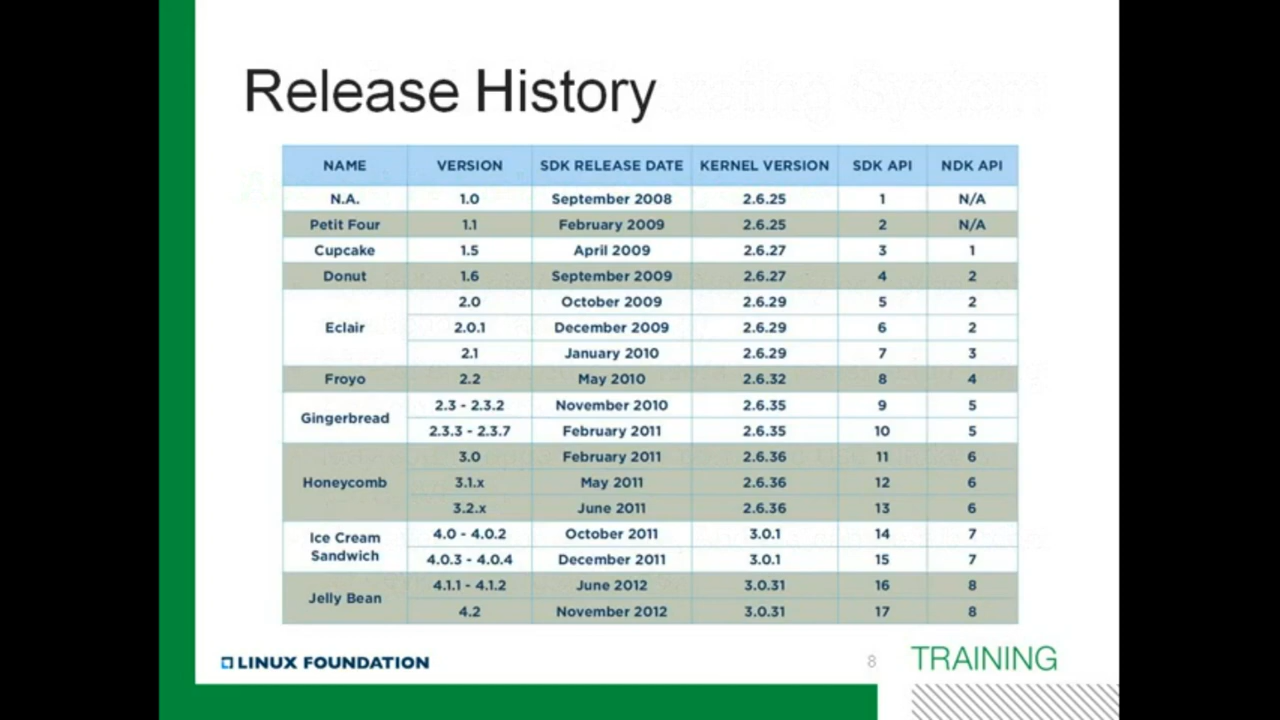 Release History
NAME VERSION SDK RELEASE DATE KERNEL VERSION SDK API NDK API
N.A. 1.0 September 2008 2.6.25 1 N/A
Petit Four 1.1 February 2009 2.6.25 2 N/A
Cupcake 1.5 April 2009 2.6.27 3 1
Donut 1.6 September 2009 2.6.27 4 2
2.0 October 2009 2.6.29 5 2
Eclair 2.0.1 December 2009 2.6.29 6 2
2.1 January 2010 2.6.29 7 3
Froyo 2.2 May 2010 2.6.32 8 4
Gingerbread 2.3 - 2.3.2 November 2010 2.6.35 9 5
2.3.3 - 2.3.7 February 2011 2.6.35 10 5
3.0 February 2011 2.6.36 11 6
Honeycomb 3.1.x May 2011 2.6.36 12 6
3.2.x June 2011 2.6.36 13 6
Ice Cream 4.0 - 4.0.2 October 2011 3.0.1 14 7
Sandwich 4.0.3 - 4.0.4 December 2011 3.0.1 15 7
Jelly Bean 4.1.1 - 4.1.2 June 2012 3.0.31 16 8
4.2 November 2012 3.0.31 17 8
LINUX FOUNDATION 8 TRAINING